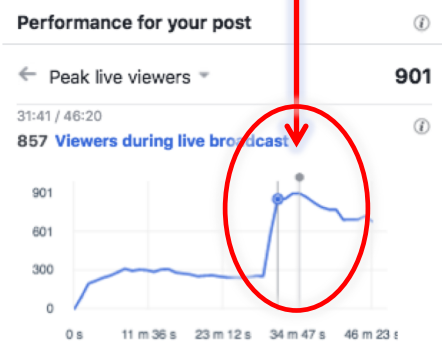 Performance for your post
Peak live viewers 901
31:41 / 46:20
857 Viewers during live broadcast
901
601
300
0
0 s 11 m 36 s 23 m 12 s 34 m 47 s 46 m 23 s